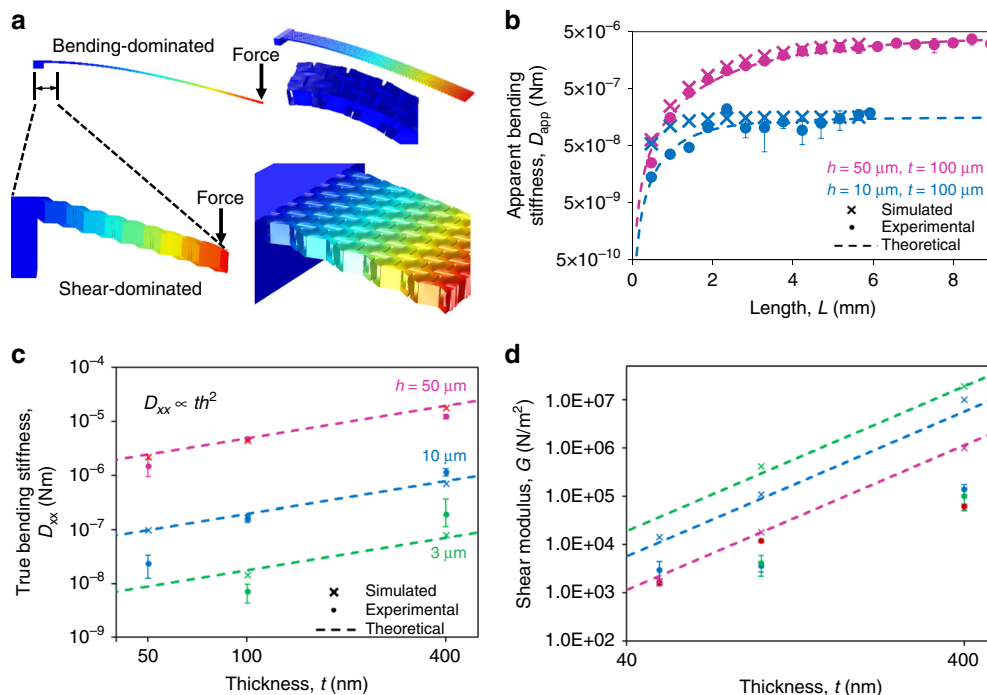 a
Bending-dominated
Force
Force
Shear-dominated
b
Apparent bending
stiffness, D_app (Nm)
5×10⁻⁶
5×10⁻⁷
5×10⁻⁸
5×10⁻⁹
5×10⁻¹⁰
h = 50 µm, t = 100 µm
h = 10 µm, t = 100 µm
Simulated
Experimental
Theoretical
0 2 4 6 8
Length, L (mm)
c
True bending stiffness,
D_xx (Nm)
10⁻⁴
10⁻⁵
10⁻⁶
10⁻⁷
10⁻⁸
10⁻⁹
D_xx ∝ th²
h = 50 µm
10 µm
3 µm
Simulated
Experimental
Theoretical
50 100 400
Thickness, t (nm)
d
Shear modulus, G (N/m²)
1.0E+07
1.0E+06
1.0E+05
1.0E+04
1.0E+03
1.0E+02
40 400
Thickness, t (nm)